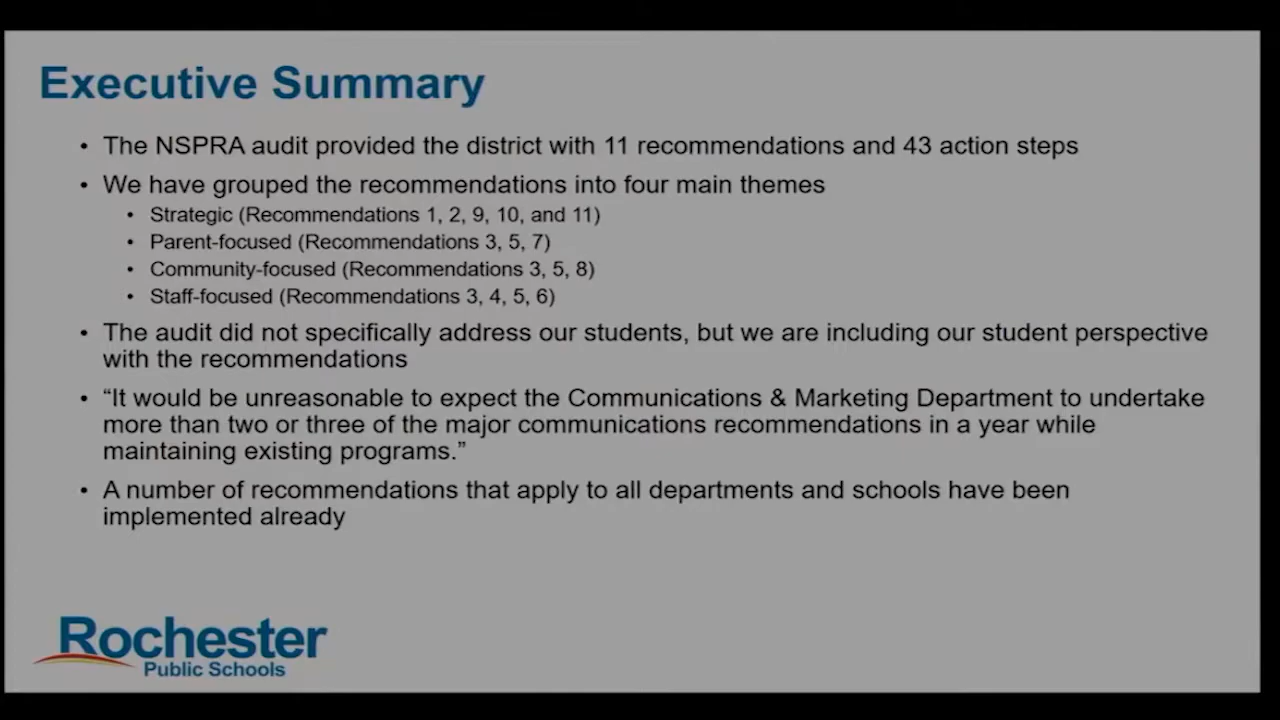 Executive Summary
• The NSPRA audit provided the district with 11 recommendations and 43 action steps
• We have grouped the recommendations into four main themes
• Strategic (Recommendations 1, 2, 9, 10, and 11)
• Parent-focused (Recommendations 3, 5, 7)
• Community-focused (Recommendations 3, 5, 8)
• Staff-focused (Recommendations 3, 4, 5, 6)
• The audit did not specifically address our students, but we are including our student perspective
with the recommendations
• “It would be unreasonable to expect the Communications & Marketing Department to undertake
more than two or three of the major communications recommendations in a year while
maintaining existing programs.”
• A number of recommendations that apply to all departments and schools have been
implemented already
Rochester
Public Schools